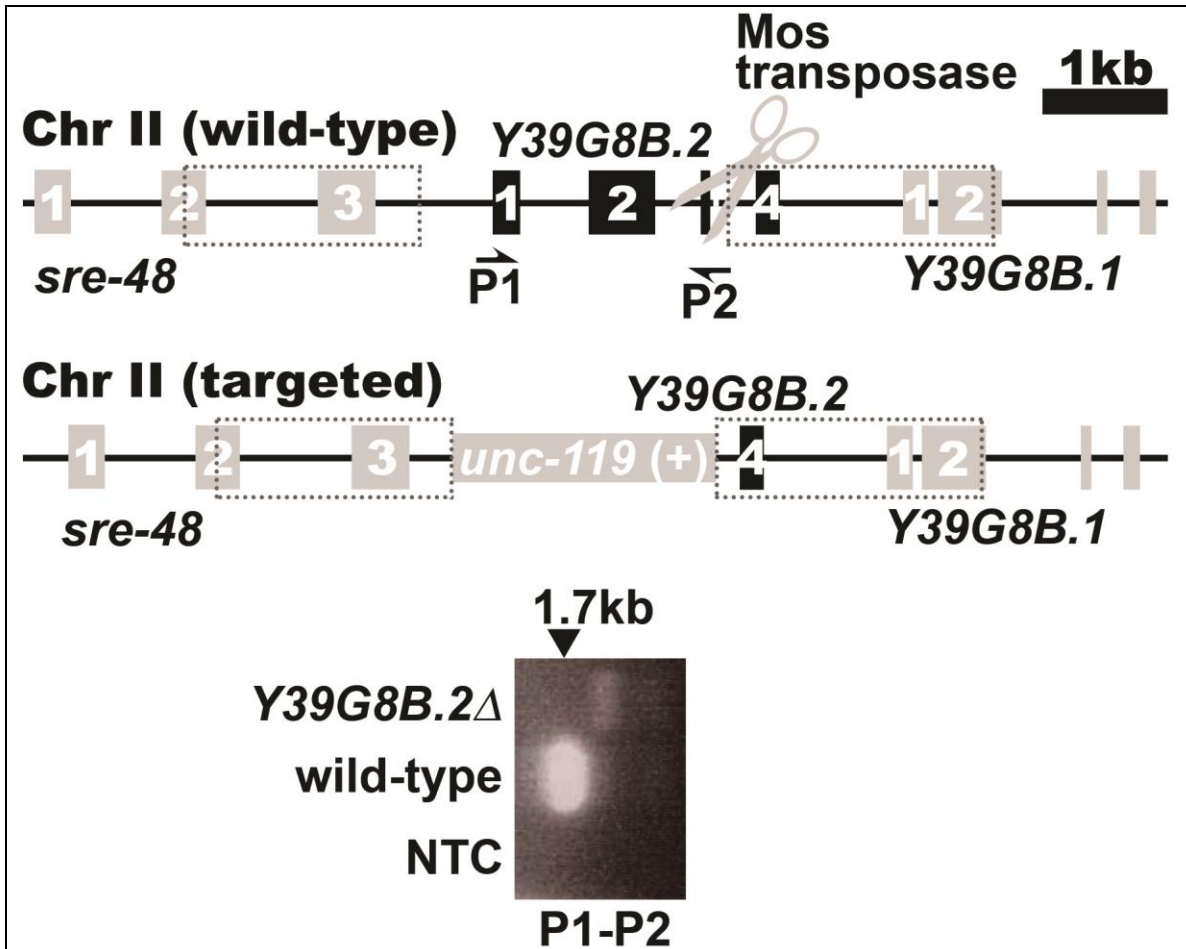 Mos
transposase
1kb
Chr II (wild-type)
Y39G8B.2
1 2 3 1 2 4 1 2
sre-48
P1
P2
Y39G8B.1
Chr II (targeted)
Y39G8B.2
1 2 3 unc-119 (+) 4 1 2
sre-48
Y39G8B.1
1.7kb
Y39G8B.2Δ
wild-type
NTC
P1-P2